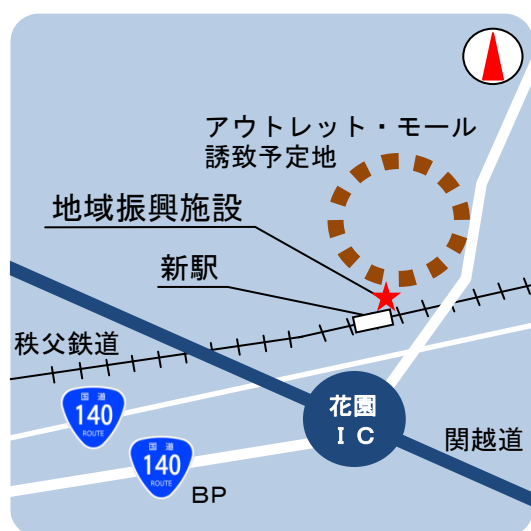 アウトレット・モール
誘致予定地
地域振興施設
新駅
秩父鉄道
国道
140
ROUTE
花園
ＩＣ
国道
140
ROUTE
関越道
BP